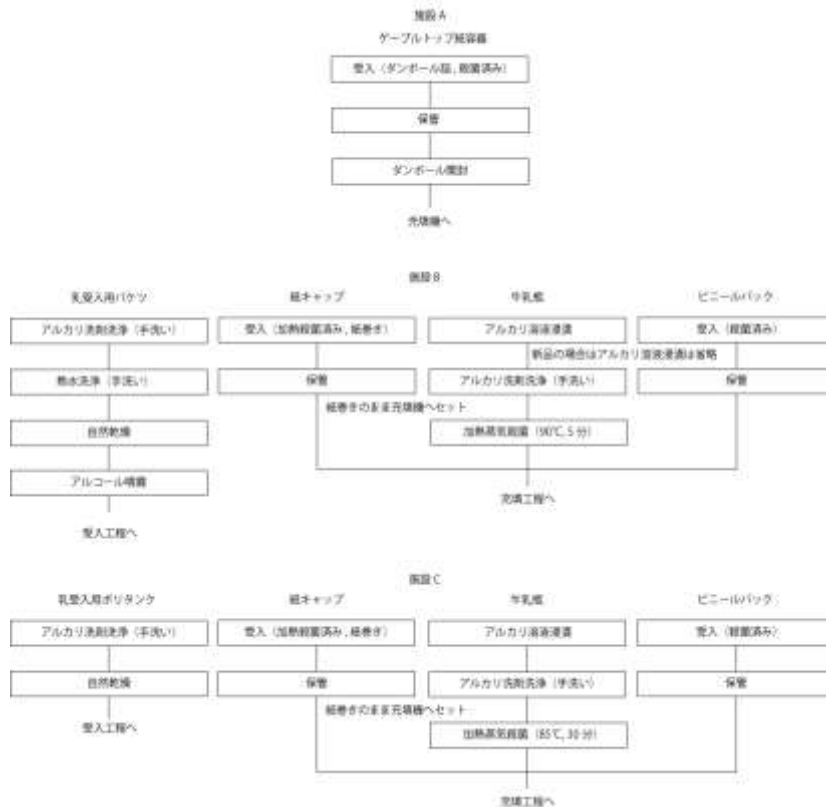 施設 A
ゲーブルトップ紙容器
受入（ダンボール詰, 殺菌済み）
保管
ダンボール開封
充填機へ
施設 B
乳受入用バケツ 紙キャップ 牛乳瓶 ビニールパック
アルカリ洗剤洗浄（手洗い） 受入（加熱殺菌済み, 紙巻き） アルカリ溶液浸漬 受入（殺菌済み）
新品の場合はアルカリ溶液浸漬は省略
熱水洗浄（手洗い） 保管 アルカリ洗剤洗浄（手洗い） 保管
紙巻きのまま充填機へセット
自然乾燥 加熱蒸気殺菌（90℃, 5 分）
アルコール噴霧
充填工程へ
受入工程へ
施設 C
乳受入用ポリタンク 紙キャップ 牛乳瓶 ビニールパック
アルカリ洗剤洗浄（手洗い） 受入（加熱殺菌済み, 紙巻き） アルカリ溶液浸漬 受入（殺菌済み）
自然乾燥 保管 アルカリ洗剤洗浄（手洗い） 保管
紙巻きのまま充填機へセット
受入工程へ 加熱蒸気殺菌（85℃, 30 分）
充填工程へ